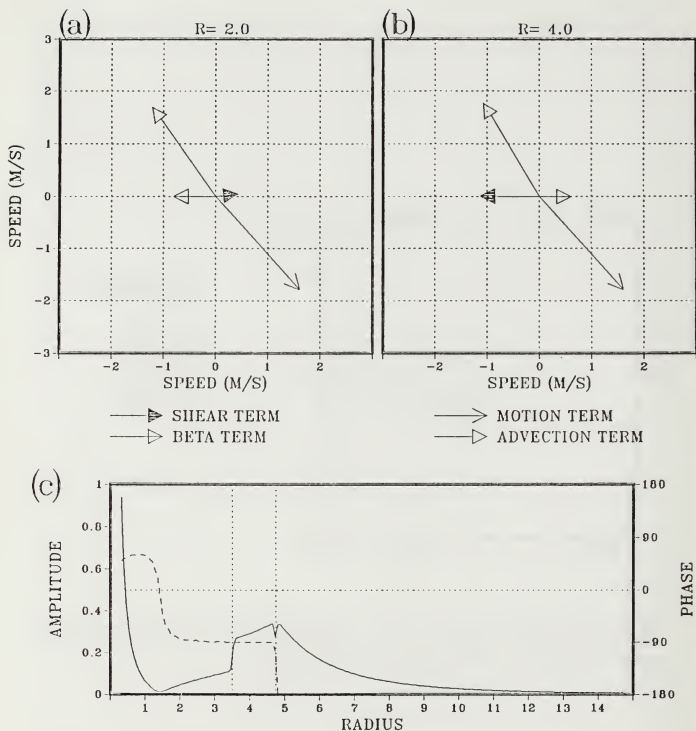 (a) R= 2.0
(b) R= 4.0
3
2
1
0
-1
-2
-3
SPEED (M/S)
-2 -1 0 1 2
-2 -1 0 1 2
SPEED (M/S) SPEED (M/S)
SHEAR TERM MOTION TERM
BETA TERM ADVECTION TERM
(c)
1 180
0.8
90
0.6
0
0.4
-90
0.2
0 -180
AMPLITUDE
PHASE
1 2 3 4 5 6 7 8 9 10 11 12 13 14
RADIUS